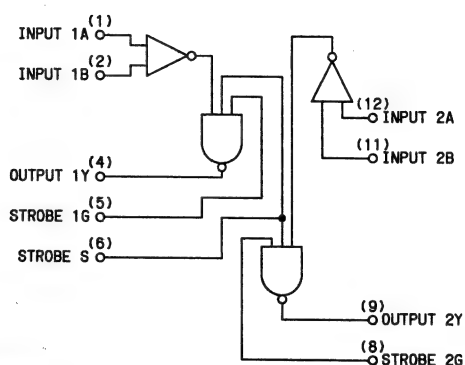 (1)
INPUT 1A
(2)
INPUT 1B
(12)
INPUT 2A
(11)
INPUT 2B
(4)
OUTPUT 1Y
(5)
STROBE 1G
(6)
STROBE S
(9)
OUTPUT 2Y
(8)
STROBE 2G